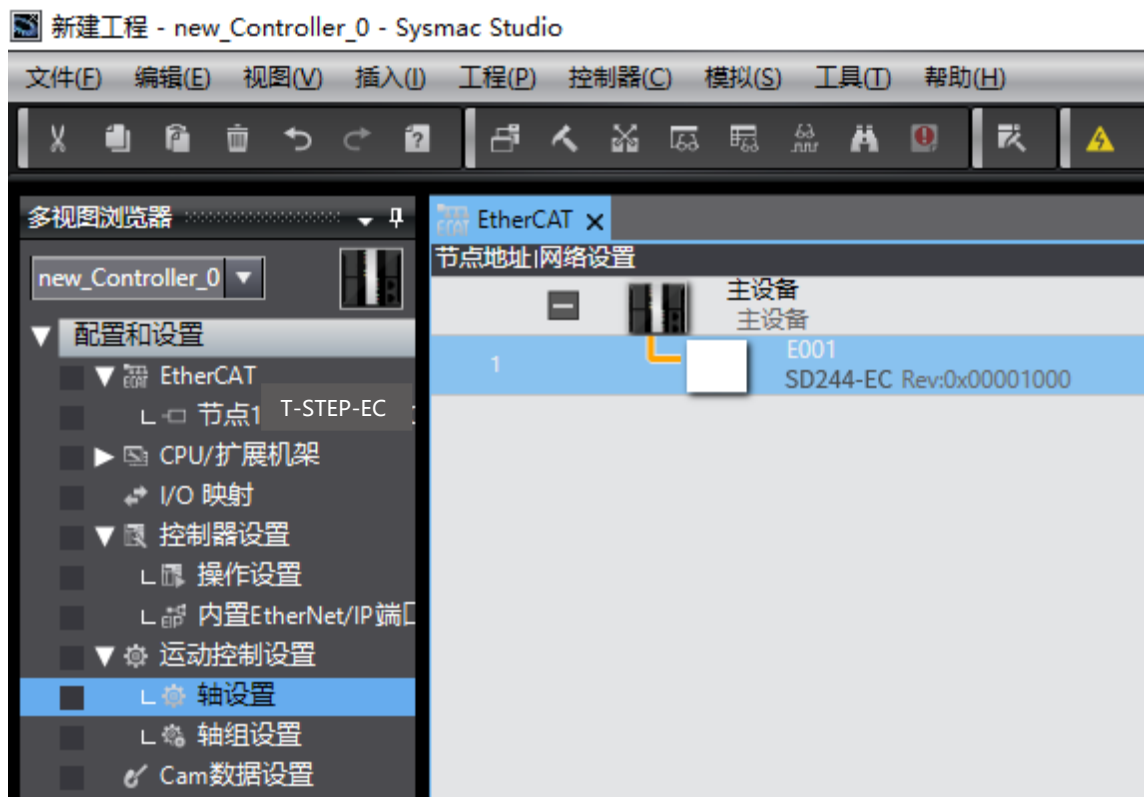 新建工程 - new_Controller_0 - Sysmac Studio
文件(F) 编辑(E) 视图(V) 插入(I) 工程(P) 控制器(C) 模拟(S) 工具(T) 帮助(H)
多视图浏览器
new_Controller_0
配置和设置
EtherCAT
节点1
T-STEP-EC
CPU/扩展机架
I/O 映射
控制器设置
操作设置
内置EtherNet/IP端口
运动控制设置
轴设置
轴组设置
Cam数据设置
EtherCAT
节点地址|网络设置
主设备
主设备
1
E001
SD244-EC Rev:0x00001000